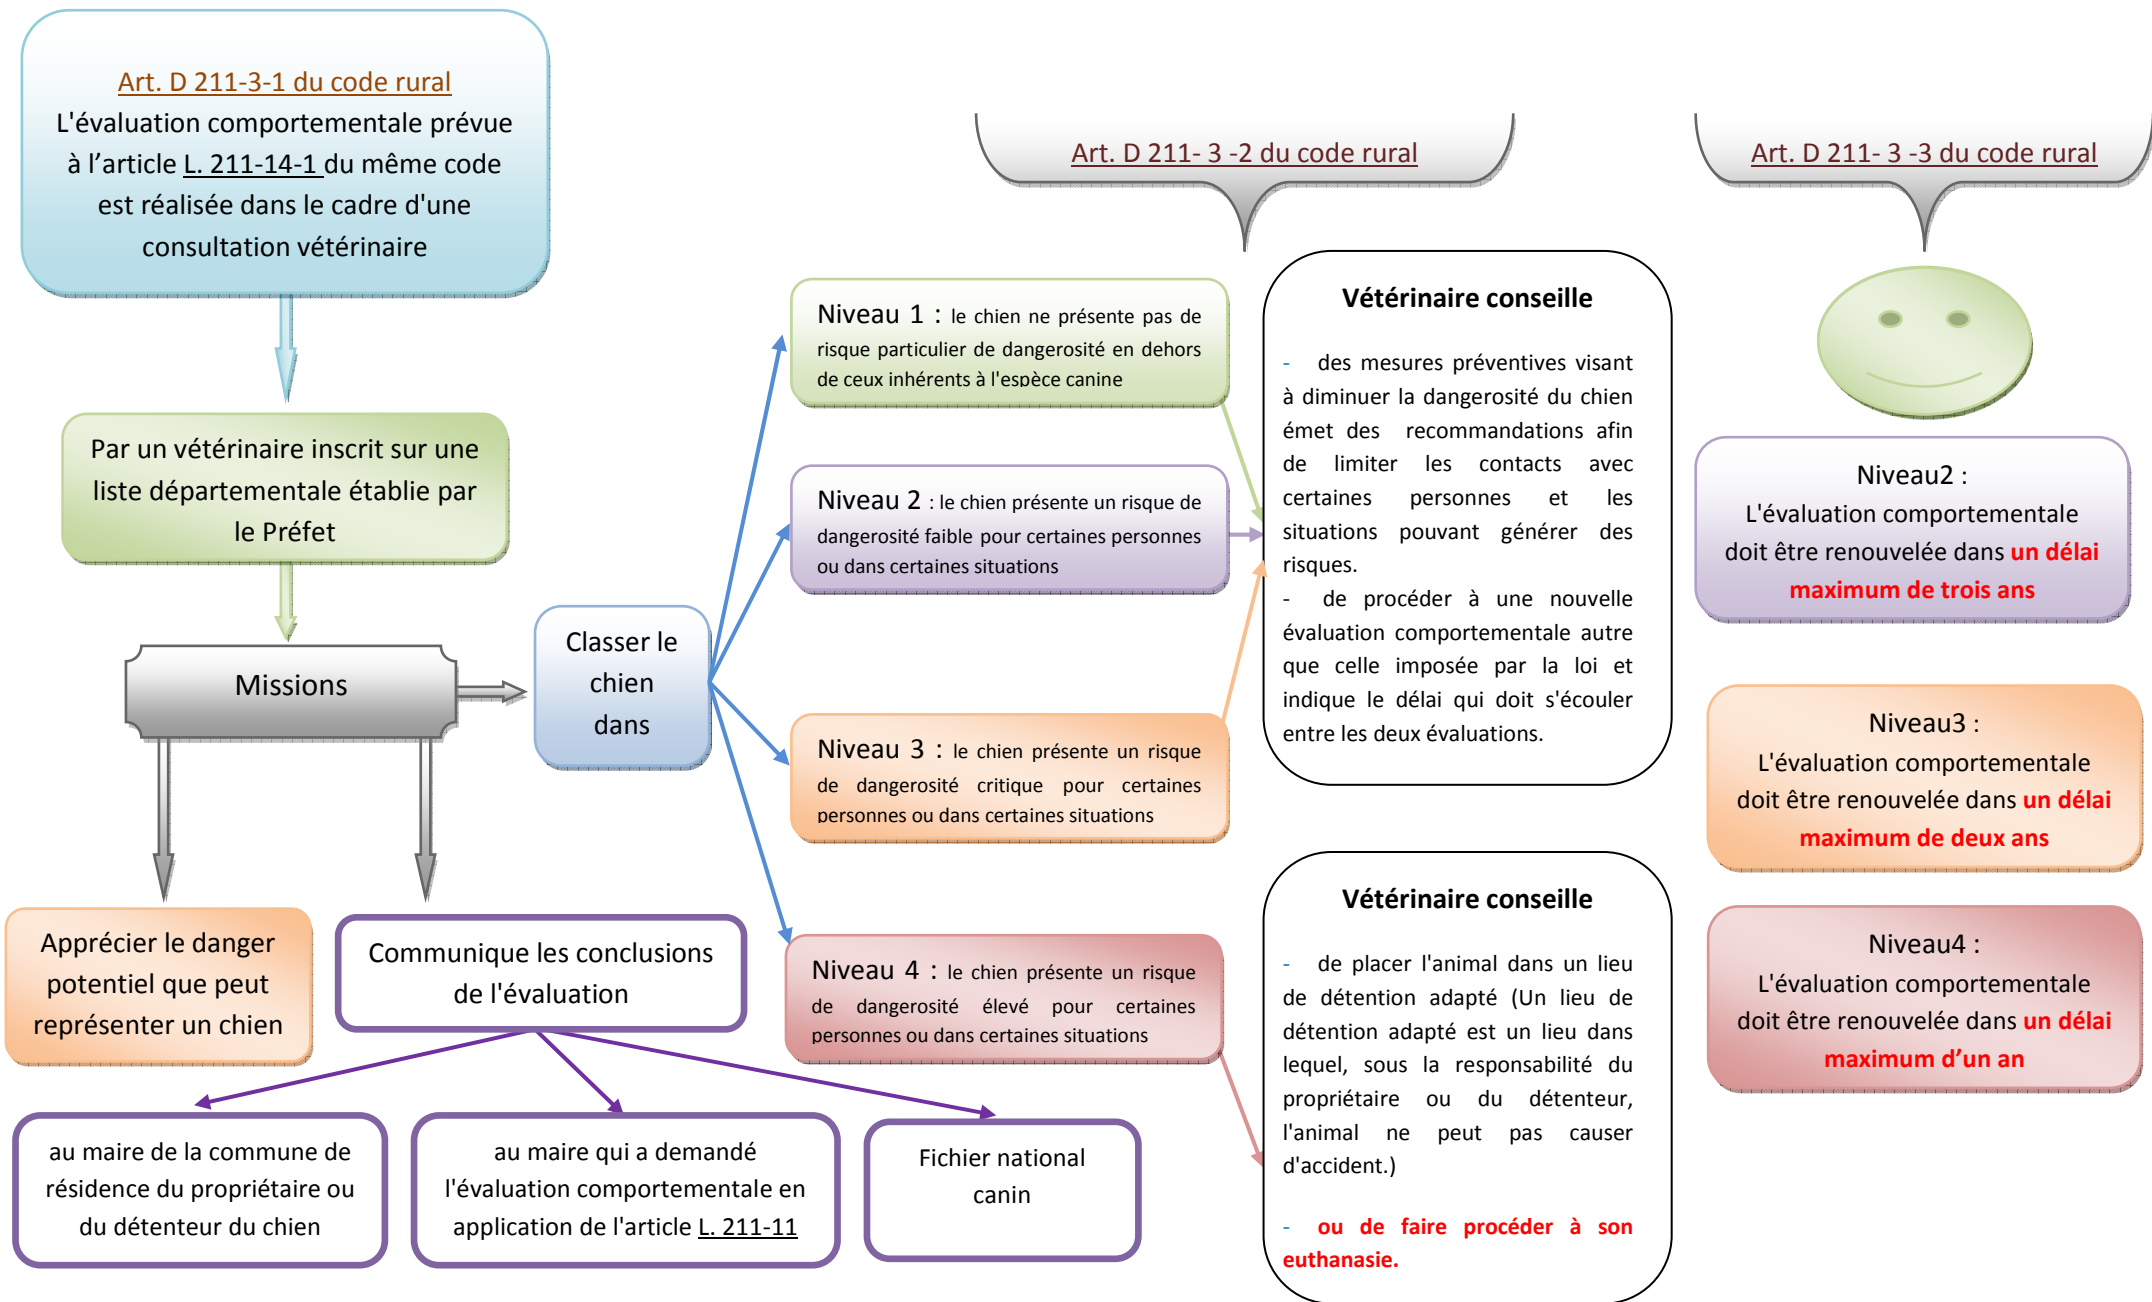 Art. D 211-3-1 du code rural
L'évaluation comportementale prévue
à l’article L. 211-14-1 du même code
est réalisée dans le cadre d'une
consultation vétérinaire
Par un vétérinaire inscrit sur une
liste départementale établie par
le Préfet
Missions
Apprécier le danger
potentiel que peut
représenter un chien
Communique les conclusions
de l'évaluation
au maire de la commune de
résidence du propriétaire ou
du détenteur du chien
au maire qui a demandé
l'évaluation comportementale en
application de l'article L. 211-11
Fichier national
canin
Classer le
chien
dans
Niveau 1 : le chien ne présente pas de
risque particulier de dangerosité en dehors
de ceux inhérents à l'espèce canine
Niveau 2 : le chien présente un risque de
dangerosité faible pour certaines personnes
ou dans certaines situations
Niveau 3 : le chien présente un risque
de dangerosité critique pour certaines
personnes ou dans certaines situations
Niveau 4 : le chien présente un risque
de dangerosité élevé pour certaines
personnes ou dans certaines situations
Art. D 211- 3 -2 du code rural
Vétérinaire conseille
- des mesures préventives visant
à diminuer la dangerosité du chien
émet des recommandations afin
de limiter les contacts avec
certaines personnes et les
situations pouvant générer des
risques.
- de procéder à une nouvelle
évaluation comportementale autre
que celle imposée par la loi et
indique le délai qui doit s'écouler
entre les deux évaluations.
Vétérinaire conseille
- de placer l'animal dans un lieu
de détention adapté (Un lieu de
détention adapté est un lieu dans
lequel, sous la responsabilité du
propriétaire ou du détenteur,
l'animal ne peut pas causer
d'accident.)
- ou de faire procéder à son
euthanasie.
Art. D 211- 3 -3 du code rural
Niveau2 :
L'évaluation comportementale
doit être renouvelée dans un délai
maximum de trois ans
Niveau3 :
L'évaluation comportementale
doit être renouvelée dans un délai
maximum de deux ans
Niveau4 :
L'évaluation comportementale
doit être renouvelée dans un délai
maximum d’un an